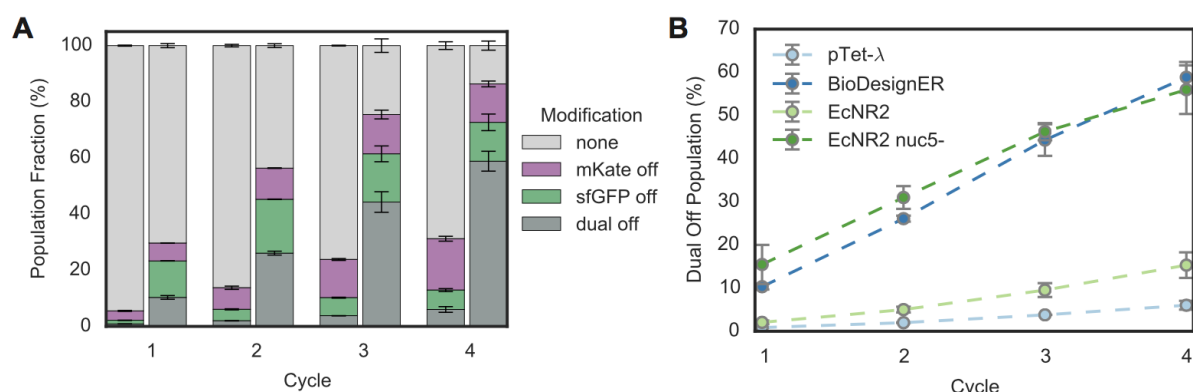 A
Population Fraction (%)
100
80
60
40
20
0
1 2 3 4
Cycle
Modification
none
mKate off
sfGFP off
dual off
B
Dual Off Population (%)
70
60
50
40
30
20
10
0
pTet-λ
BioDesignER
EcNR2
EcNR2 nuc5-
1 2 3 4
Cycle